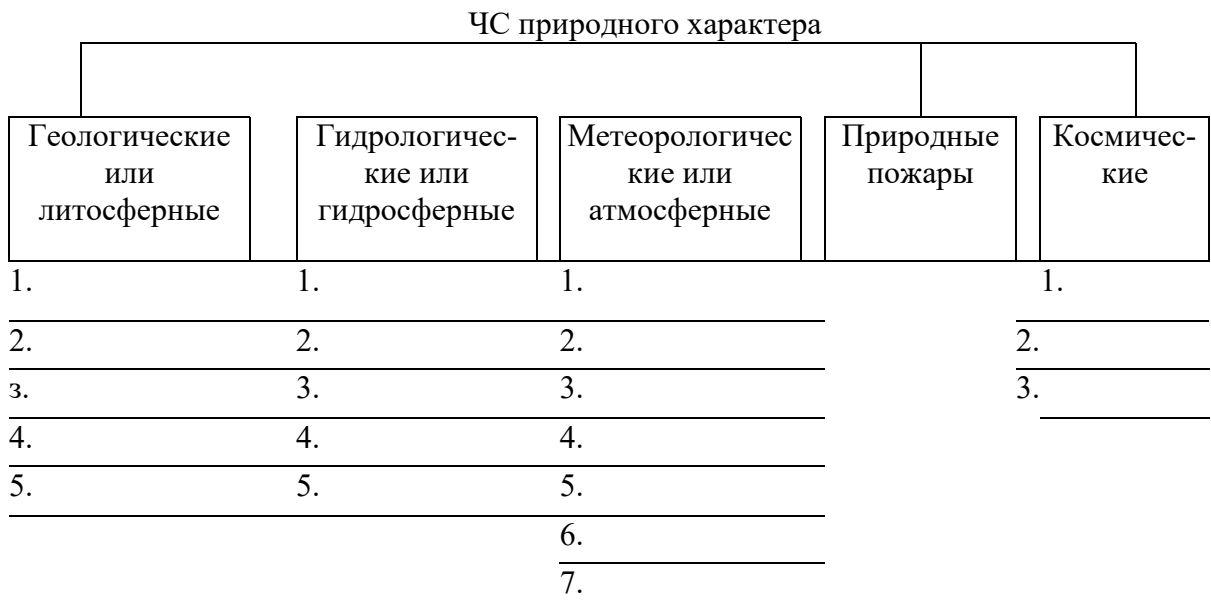 ЧС природного характера
Геологические
или
литосферные
Гидрологичес-
кие или
гидросферные
Метеорологичес
кие или
атмосферные
Природные
пожары
Космичес-
кие
1. 1. 1. 1.
2. 2. 2. 2.
з. 3. 3. 3.
4. 4. 4.
5. 5. 5.
6.
7.